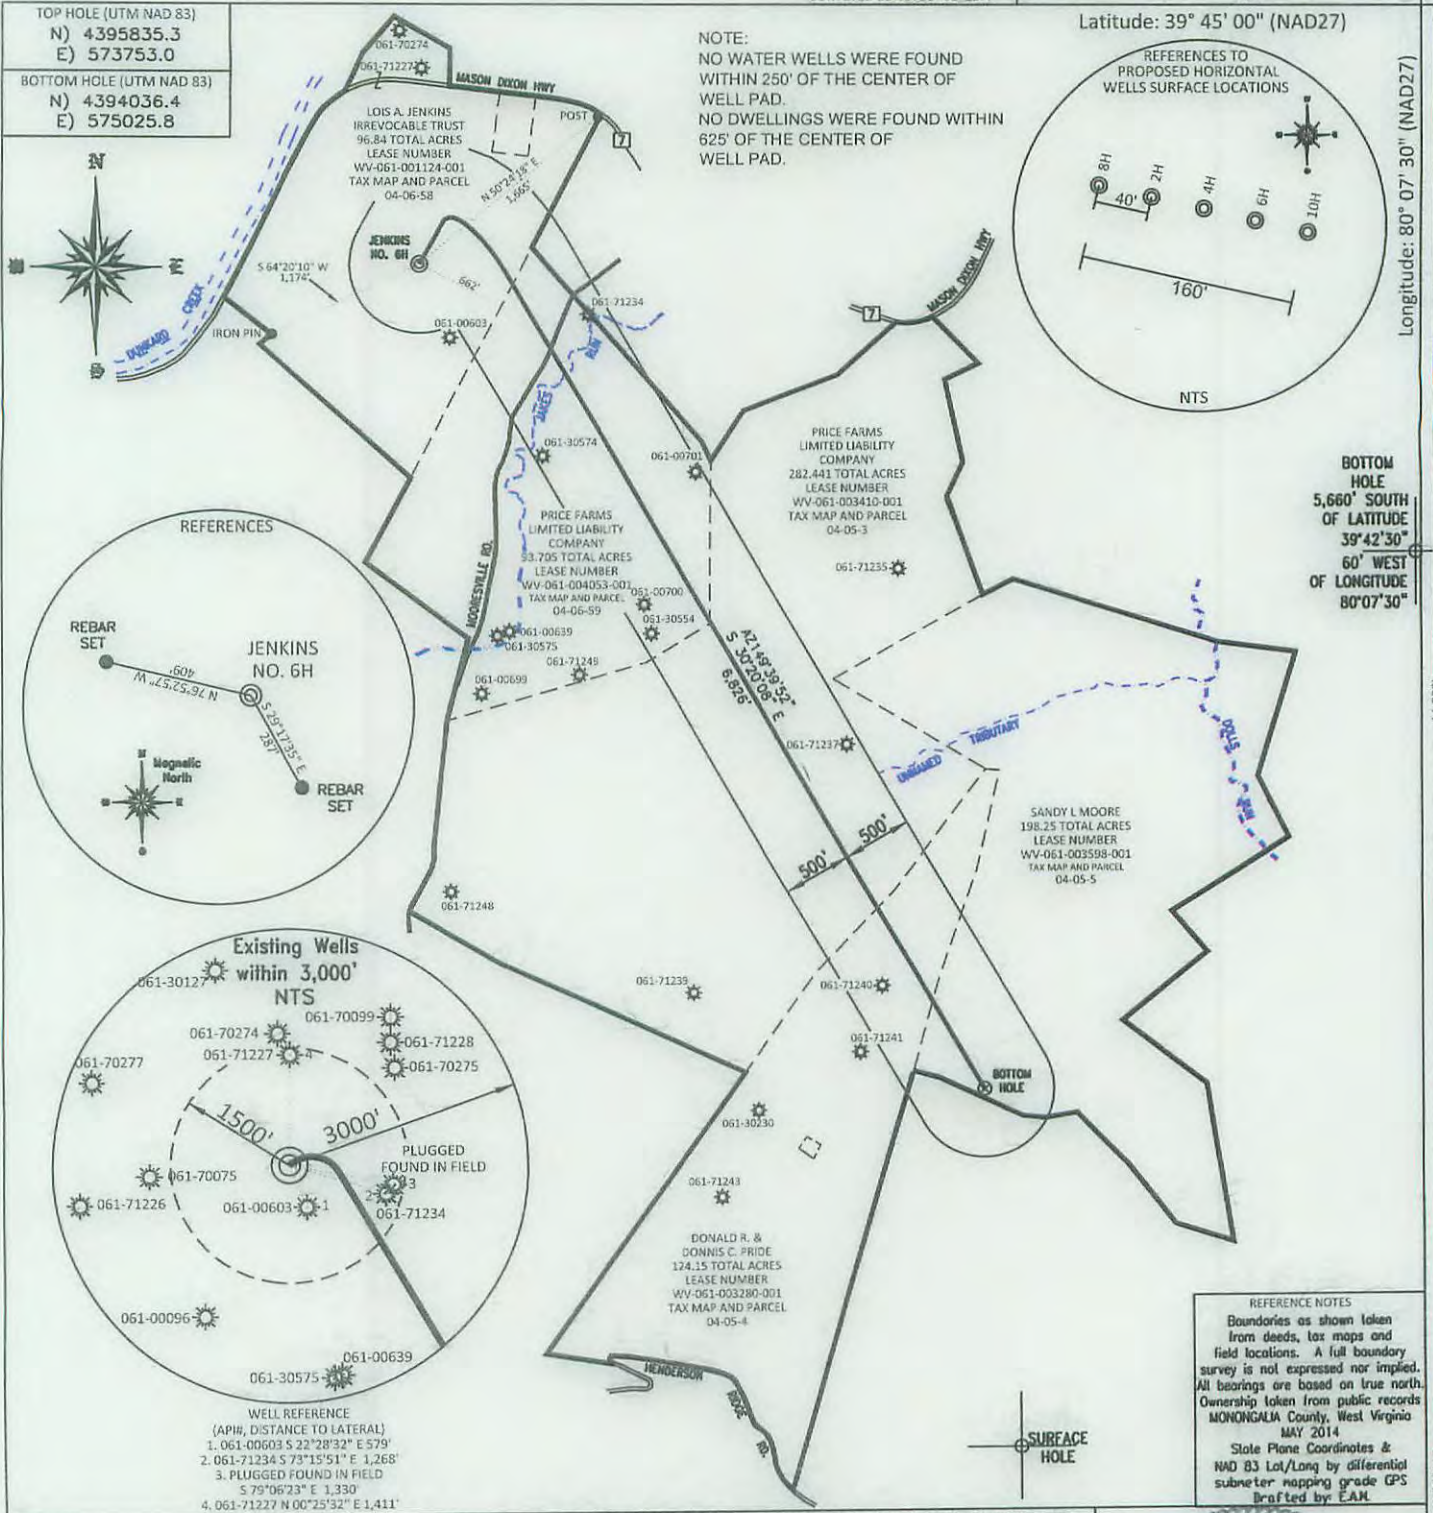 TOP HOLE (UTM NAD 83)
N) 4395835.3
E) 573753.0
BOTTOM HOLE (UTM NAD 83)
N) 4394036.4
E) 575025.8
N
E
S
061-70274
061-71227
MASON DIXON HWY
POST
7
LOIS A. JENKINS
IRREVOCABLE TRUST
96.84 TOTAL ACRES
LEASE NUMBER
WV-061-001124-001
TAX MAP AND PARCEL
04-06-58
N 50°24'18" E
1,665'
JENKINS
NO. 6H
662'
S 64°20'10" W
1,174'
IRON PIN
DUNKARD CREEK
NOTE:
NO WATER WELLS WERE FOUND
WITHIN 250' OF THE CENTER OF
WELL PAD.
NO DWELLINGS WERE FOUND WITHIN
625' OF THE CENTER OF
WELL PAD.
Latitude: 39° 45' 00" (NAD27)
Longitude: 80° 07' 30" (NAD27)
REFERENCES TO
PROPOSED HORIZONTAL
WELLS SURFACE LOCATIONS
8H
2H
4H
6H
10H
40'
160'
NTS
BOTTOM
HOLE
5,660' SOUTH
OF LATITUDE
39°42'30"
60' WEST
OF LONGITUDE
80°07'30"
061-00603
061-71234
JAKES RUN
061-30574
061-00701
7
MASON DIXON HWY
PRICE FARMS
LIMITED LIABILITY
COMPANY
282.441 TOTAL ACRES
LEASE NUMBER
WV-061-003410-001
TAX MAP AND PARCEL
04-05-3
061-71235
PRICE FARMS
LIMITED LIABILITY
COMPANY
93.705 TOTAL ACRES
LEASE NUMBER
WV-061-004053-001
TAX MAP AND PARCEL
04-06-59
MOORESVILLE RD.
061-00700
061-30554
061-00639
061-30575
061-71249
061-00699
AZ149°39'52"
S 30°20'08" E
6,826'
061-71237
UNNAMED TRIBUTARY
DOLLS RUN
REFERENCES
REBAR
SET
JENKINS
NO. 6H
N 76°52'57" W
409'
S 29°17'35" E
287'
Magnetic
North
REBAR
SET
500'
500'
SANDY L MOORE
198.25 TOTAL ACRES
LEASE NUMBER
WV-061-003598-001
TAX MAP AND PARCEL
04-05-5
061-71248
061-71239
061-71240
061-71241
BOTTOM
HOLE
061-30230
061-71243
DONALD R. &
DONNIS C. PRIDE
124.15 TOTAL ACRES
LEASE NUMBER
WV-061-003280-001
TAX MAP AND PARCEL
04-05-4
HENDERSON RIDGE RD.
Existing Wells
within 3,000'
NTS
061-30127
061-70099
061-70274
061-71228
061-71227
4
061-70275
061-70277
1500'
3000'
PLUGGED
FOUND IN FIELD
3
2
061-71234
061-70075
061-71226
061-00603
1
061-00096
061-00639
061-30575
WELL REFERENCE
(API#, DISTANCE TO LATERAL)
1. 061-00603 S 22°28'32" E 579'
2. 061-71234 S 73°15'51" E 1,268'
3. PLUGGED FOUND IN FIELD
S 79°06'23" E 1,330'
4. 061-71227 N 00°25'32" E 1,411'
SURFACE
HOLE
REFERENCE NOTES
Boundaries as shown taken
from deeds, tax maps and
field locations. A full boundary
survey is not expressed nor implied.
All bearings are based on true north.
Ownership taken from public records
MONONGALIA County, West Virginia
MAY 2014
State Plane Coordinates &
NAD 83 Lat/Long by differential
submeter mapping grade GPS
Drafted by: E.A.M.